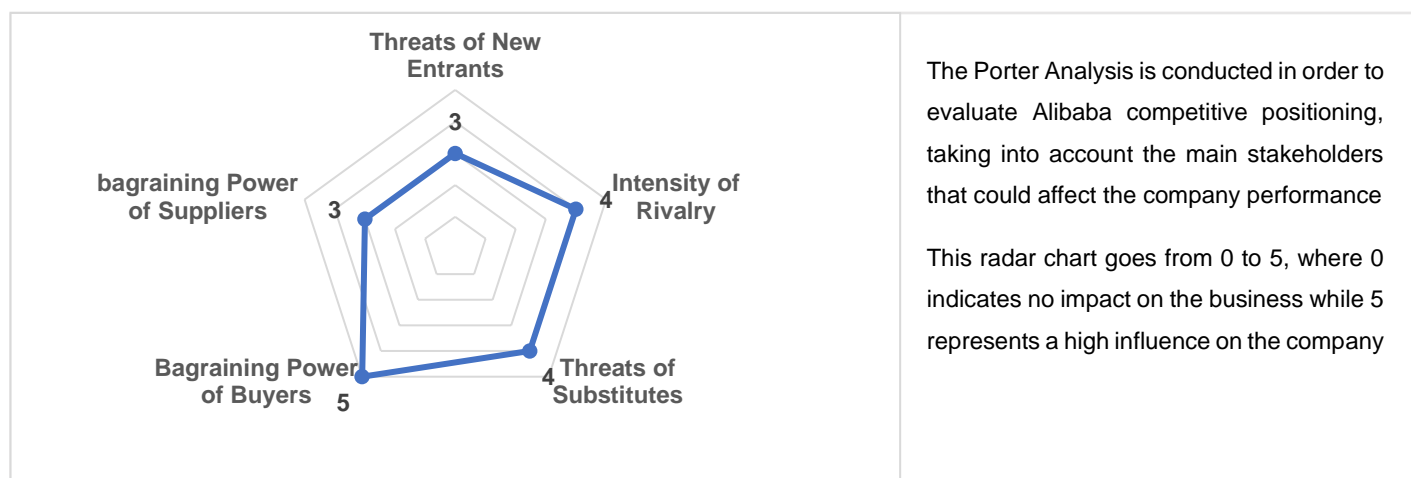 Threats of New
Entrants
3
Intensity of
Rivalry
4
Threats of
Substitutes
4
Bagraining Power
of Buyers
5
bagraining Power
of Suppliers
3
The Porter Analysis is conducted in order to
evaluate Alibaba competitive positioning,
taking into account the main stakeholders
that could affect the company performance
This radar chart goes from 0 to 5, where 0
indicates no impact on the business while 5
represents a high influence on the company